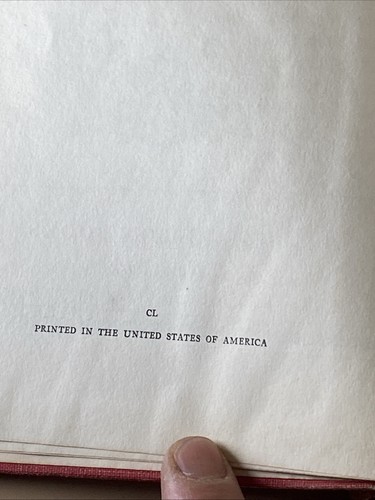 CL
PRINTED IN THE UNITED STATES OF AMERICA